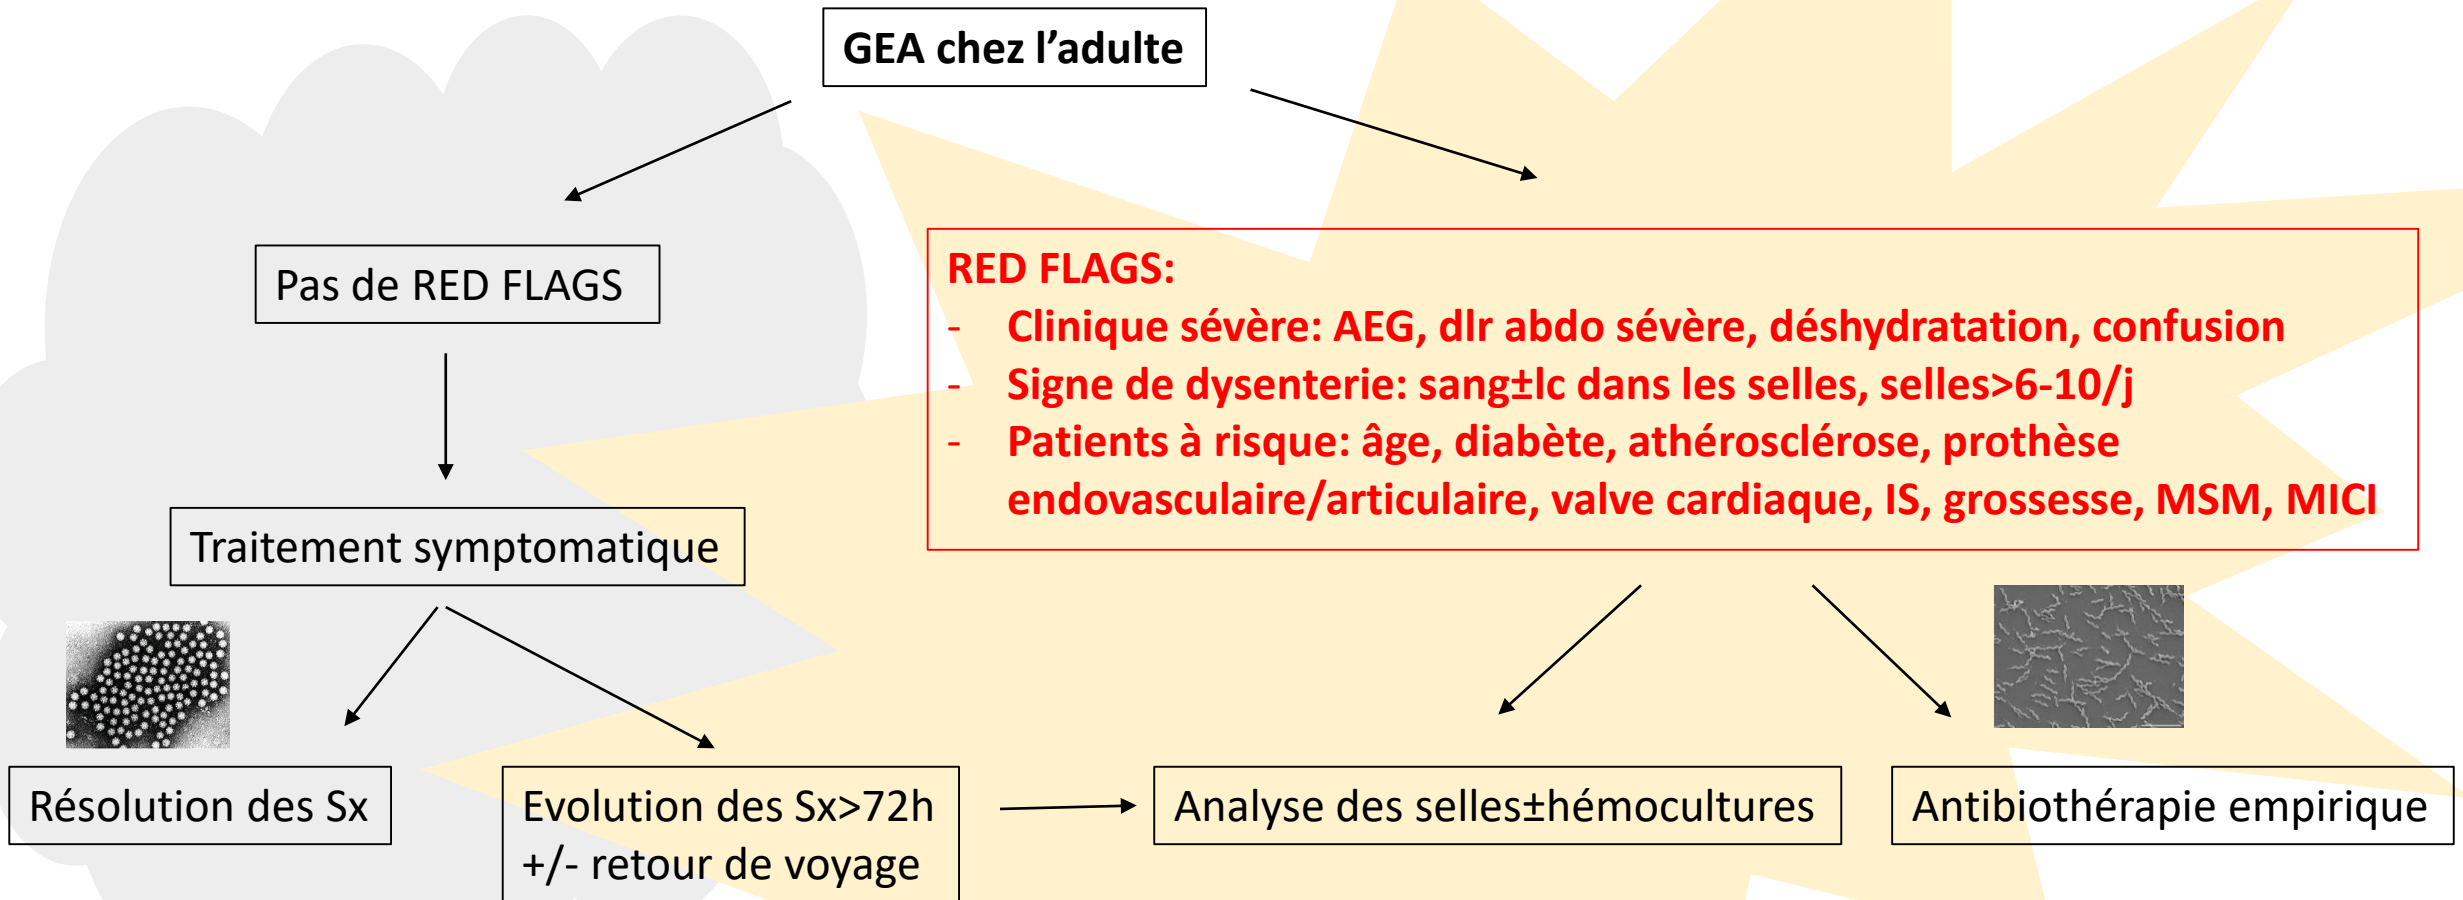 GEA chez l’adulte
Pas de RED FLAGS
RED FLAGS:
- Clinique sévère: AEG, dlr abdo sévère, déshydratation, confusion
- Signe de dysenterie: sang±lc dans les selles, selles>6-10/j
- Patients à risque: âge, diabète, athérosclérose, prothèse
endovasculaire/articulaire, valve cardiaque, IS, grossesse, MSM, MICI
Traitement symptomatique
Résolution des Sx
Evolution des Sx>72h
+/- retour de voyage
Analyse des selles±hémocultures
Antibiothérapie empirique